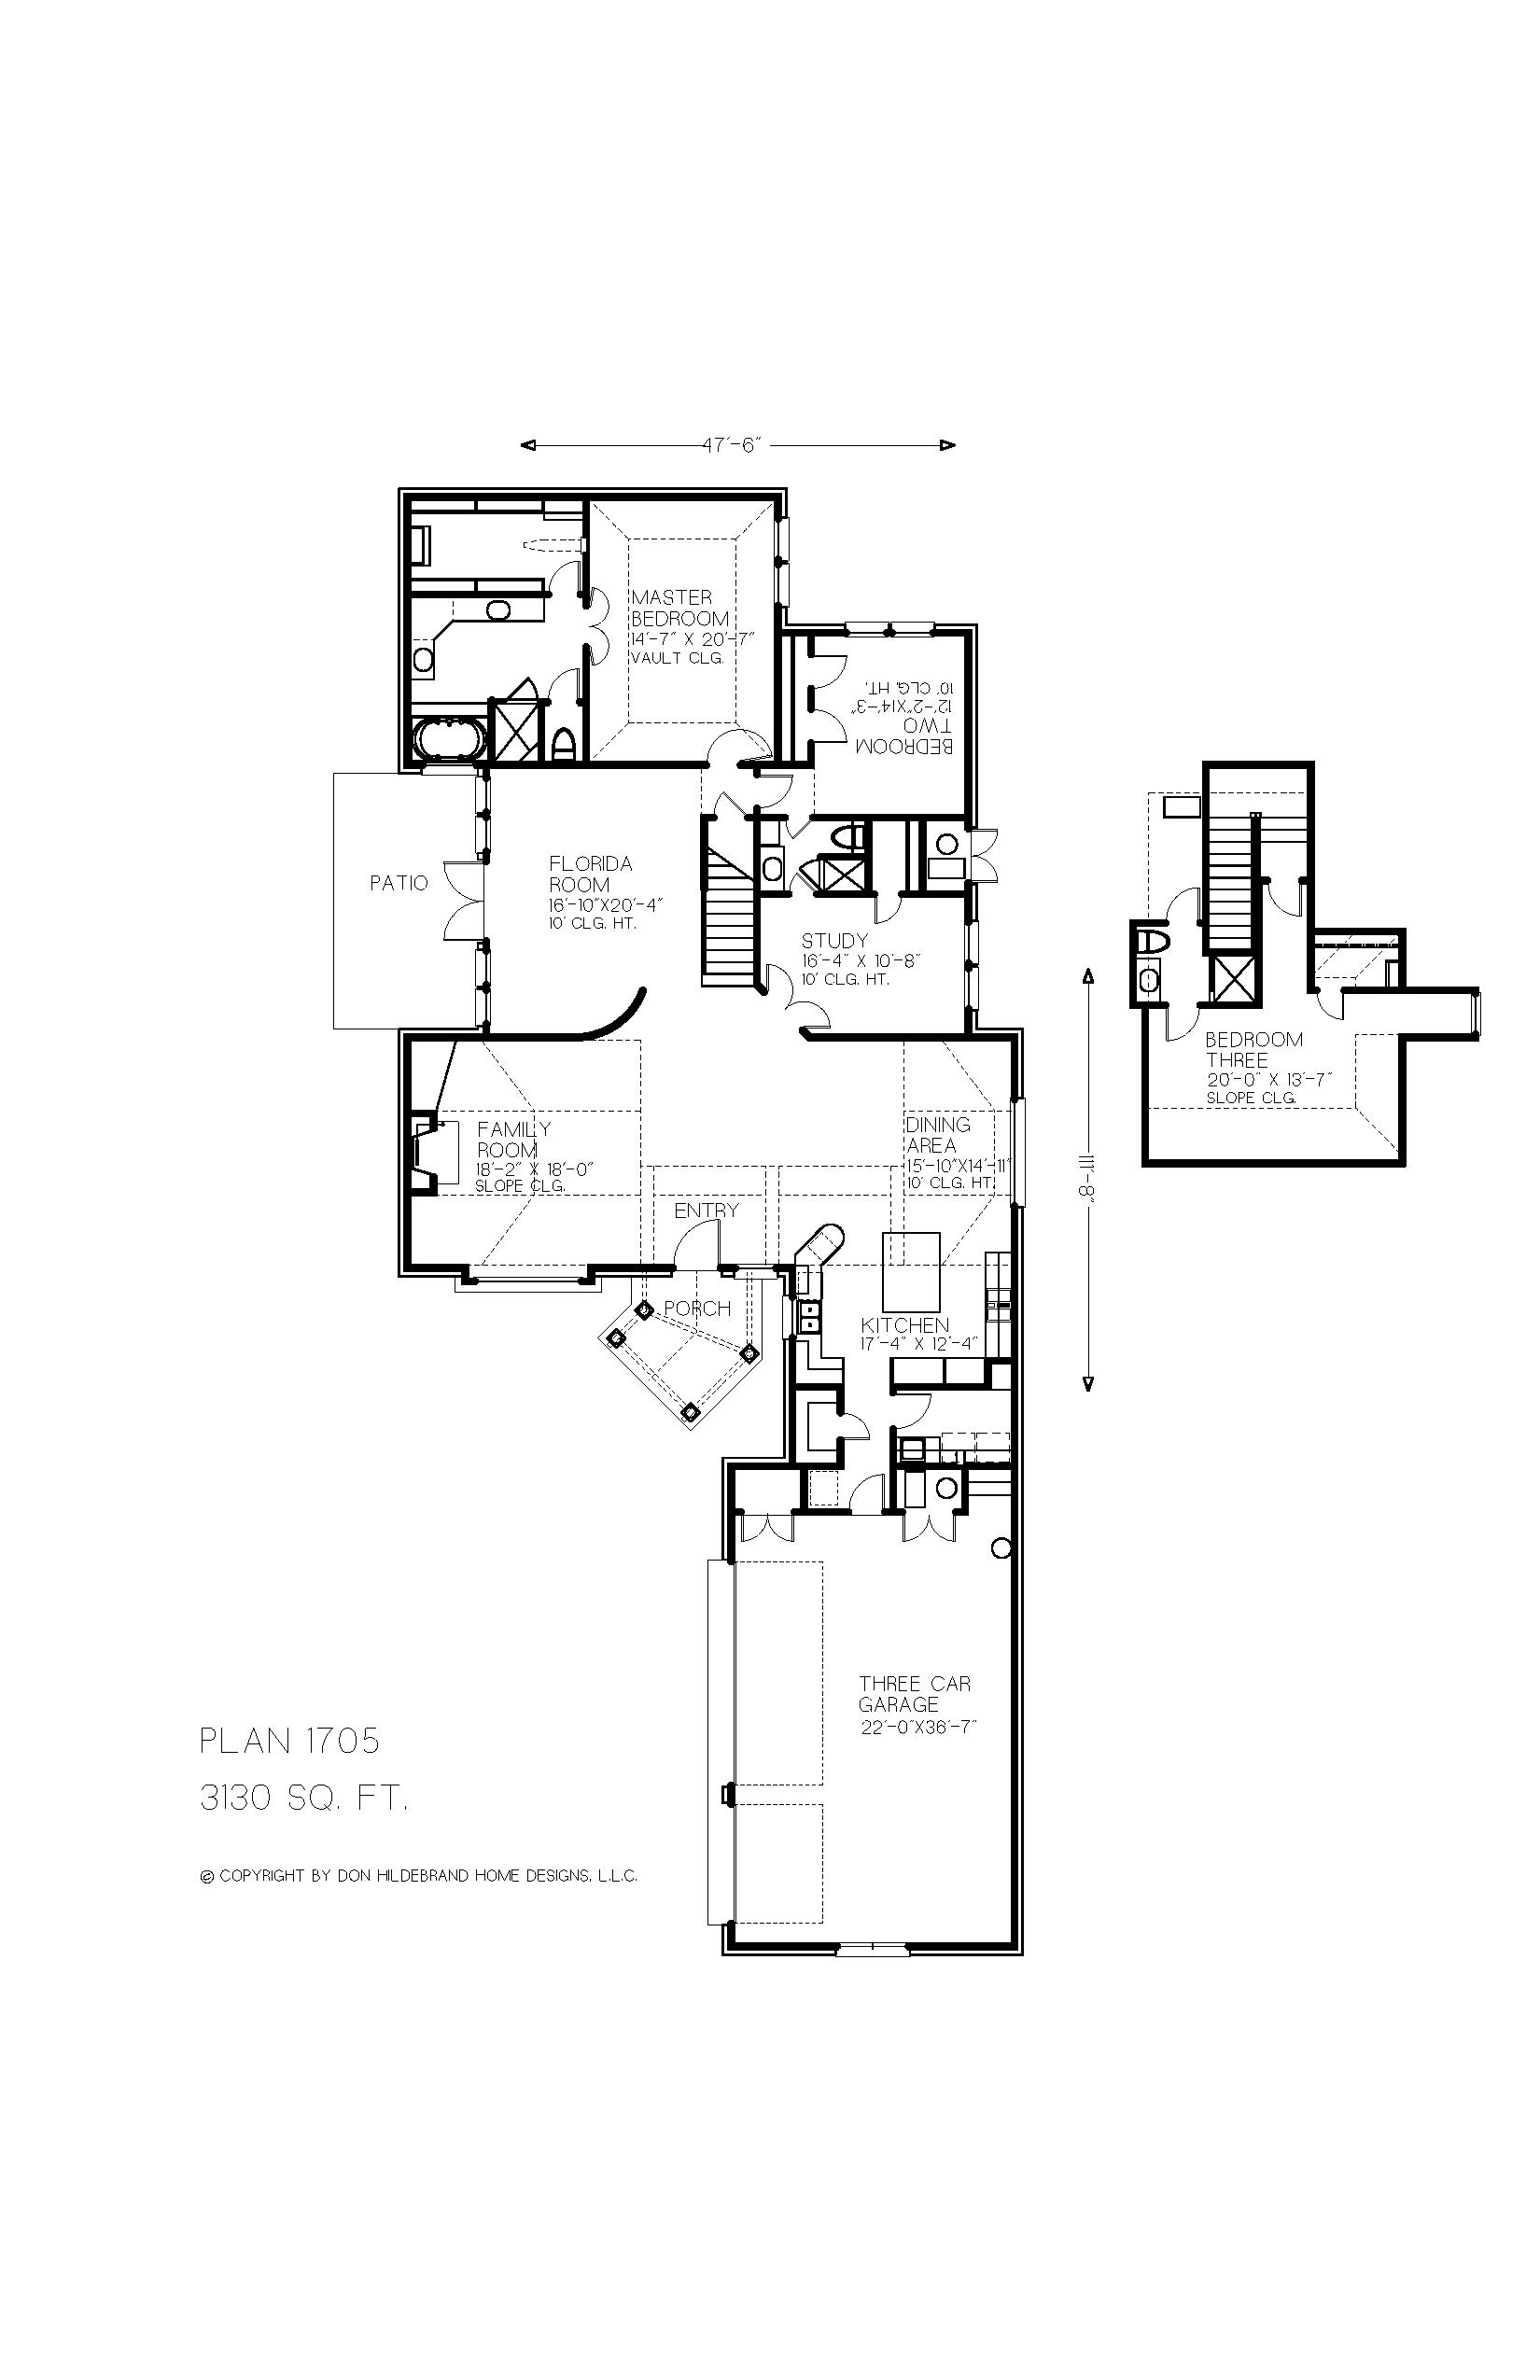 47'-6"
MASTER
BEDROOM
14'-7" X 20'-7"
VAULT CLG.
BEDROOM
TWO
12'-2"X14'-3"
10' CLG. HT.
PATIO
FLORIDA
ROOM
16'-10"X20'-4"
10' CLG. HT.
STUDY
16'-4" X 10'-8"
10' CLG. HT.
BEDROOM
THREE
20'-0" X 13'-7"
SLOPE CLG.
FAMILY
ROOM
18'-2" X 18'-0"
SLOPE CLG.
DINING
AREA
15'-10"X14'-11"
10' CLG. HT.
111'-8"
ENTRY
PORCH
KITCHEN
17'-4" X 12'-4"
THREE CAR
GARAGE
22'-0"X36'-7"
PLAN 1705
3130 SQ. FT.
© COPYRIGHT BY DON HILDEBRAND HOME DESIGNS, L.L.C.